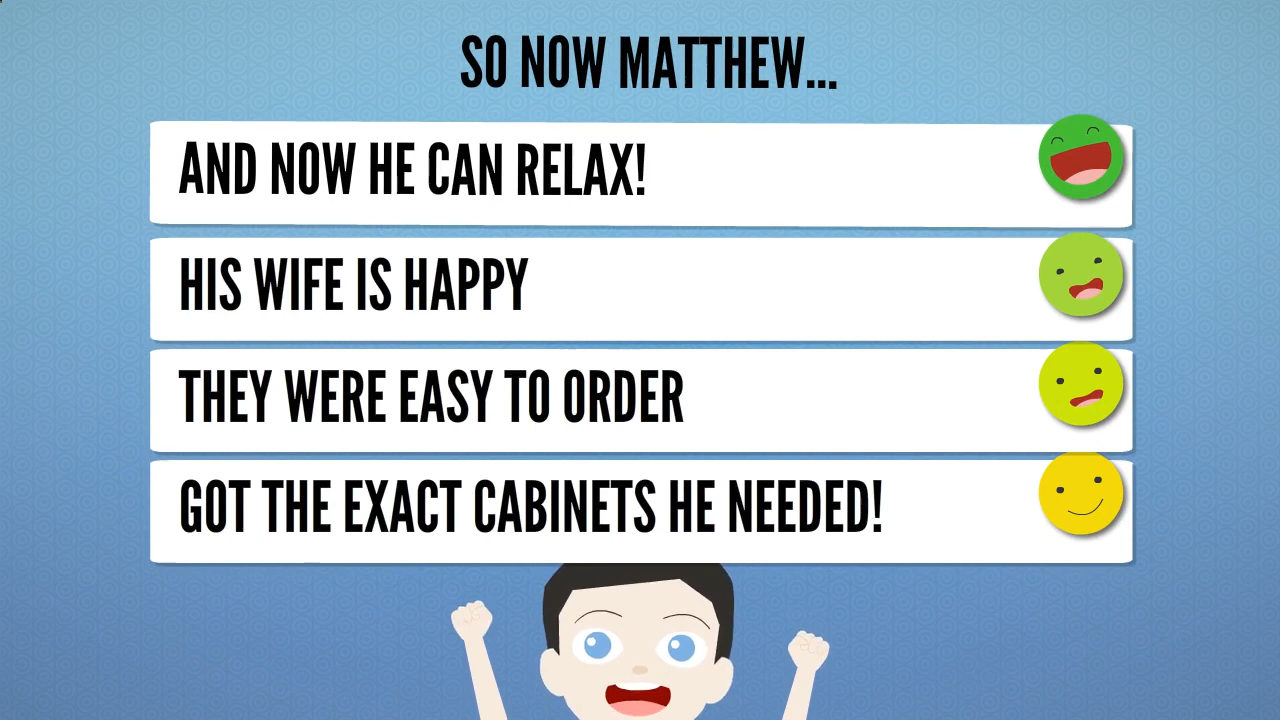 SO NOW MATTHEW...
AND NOW HE CAN RELAX!
HIS WIFE IS HAPPY
THEY WERE EASY TO ORDER
GOT THE EXACT CABINETS HE NEEDED!